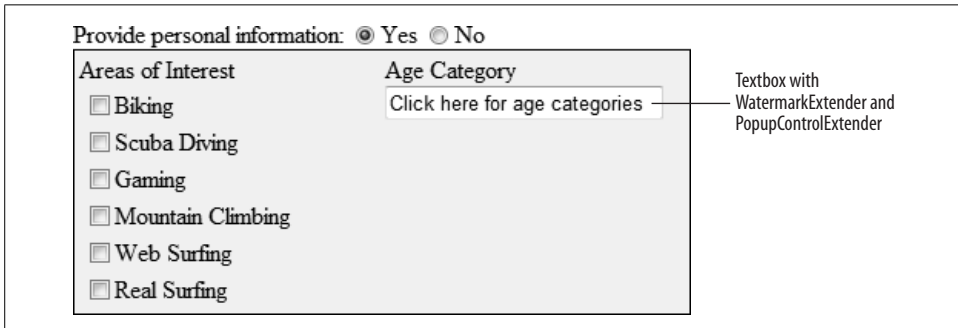 Provide personal information: Yes No
Areas of Interest
Age Category
Biking
Click here for age categories
Scuba Diving
Gaming
Mountain Climbing
Web Surfing
Real Surfing
Textbox with
WatermarkExtender and
PopupControlExtender